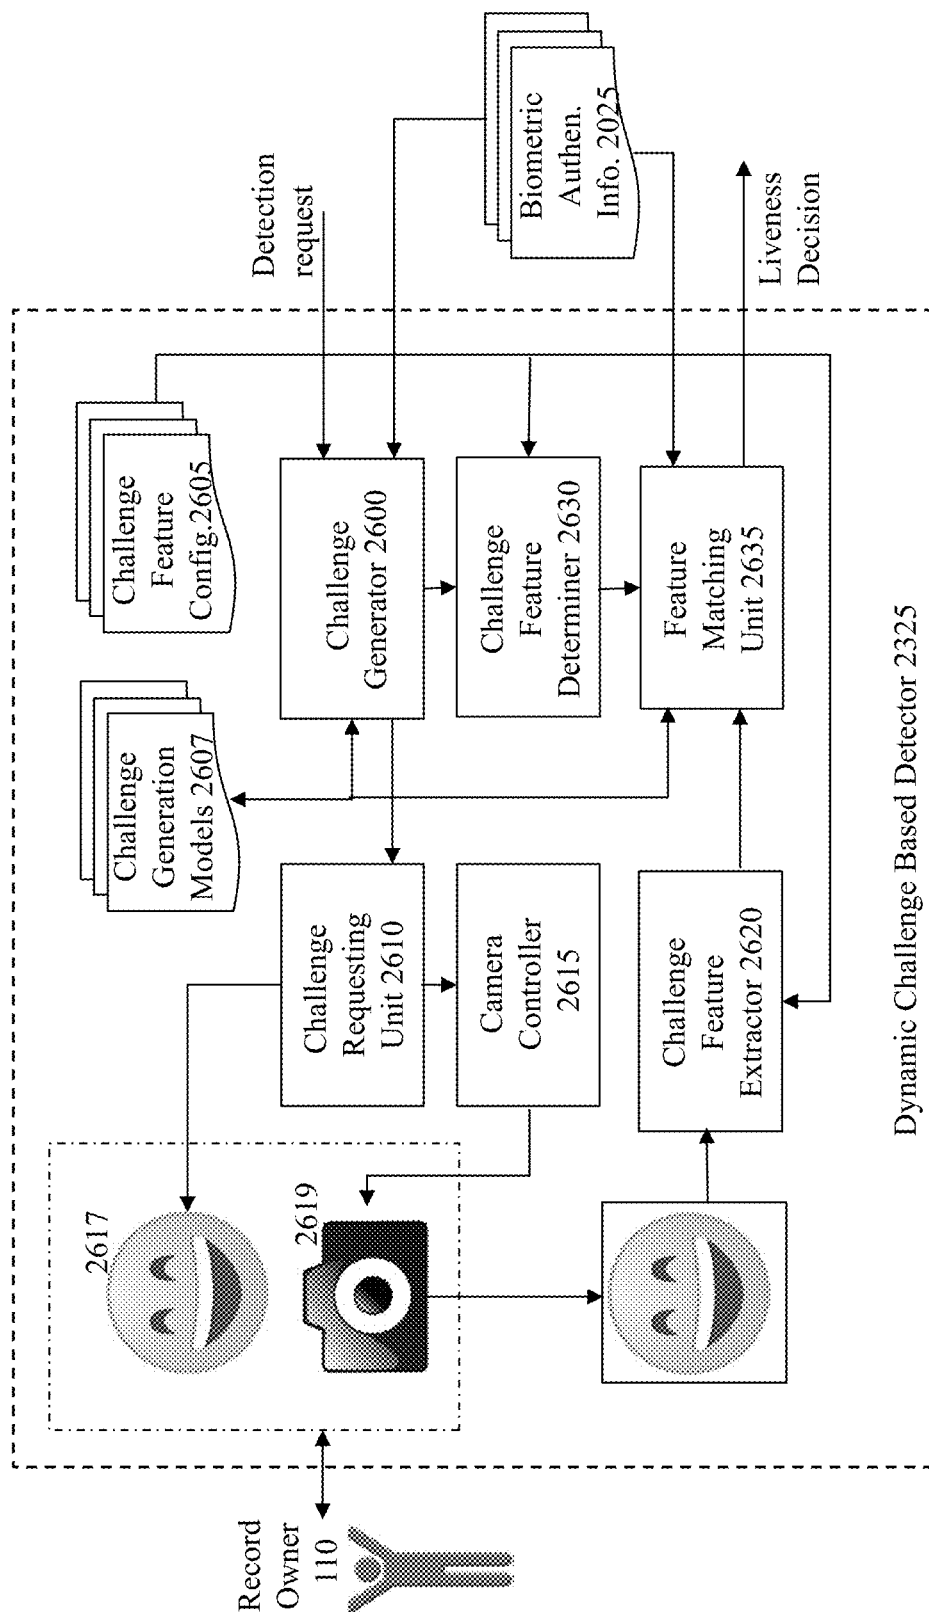 Record
Owner
110
2617
2619
Challenge
Requesting
Unit 2610
Camera
Controller
2615
Challenge
Feature
Extractor 2620
Challenge
Generation
Models 2607
Challenge
Feature
Config.2605
Challenge
Generator 2600
Challenge
Feature
Determiner 2630
Feature
Matching
Unit 2635
Detection
request
Biometric
Authen.
Info. 2025
Liveness
Decision
Dynamic Challenge Based Detector 2325